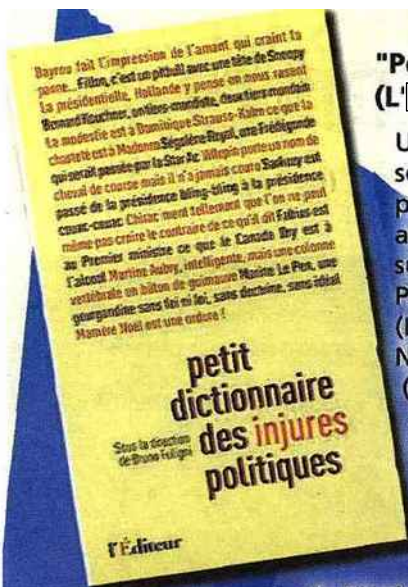 Bayrou fait l'impression de l'amant qui craint la
panne... Fillon, c'est un pitbull avec une tête de Snoopy
La présidentielle, Hollande y pense en nous rasant
Bernard Kouchner, un tiers-mondiste, deux tiers mondain
La modestie est à Dominique Strauss-Kahn ce que la
chasteté est à Madonna Ségolène Royal, une Frédégonde
qui serait passée par la Star Ac. Villepin porte un nom de
cheval de course mais il n'a jamais couru Sarkozy est
passé de la présidence bling-bling à la présidence
couac-couac Chirac ment tellement que l'on ne peut
même pas croire le contraire de ce qu'il dit Fabius est
au Premier ministre ce que le Canada Dry est à
l'alcool Martine Aubry, intelligente, mais une colonne
vertébrale en bâton de guimauve Marine Le Pen, une
gourgandine sans foi ni loi, sans doctrine, sans idéal
Mamère Noël est une ordure !
petit
dictionnaire
Sous la direction
de Bruno Fuligni
des injures
politiques
l'Éditeur
"Pe
(L'
U
se
p
a
su
P
(
N
(